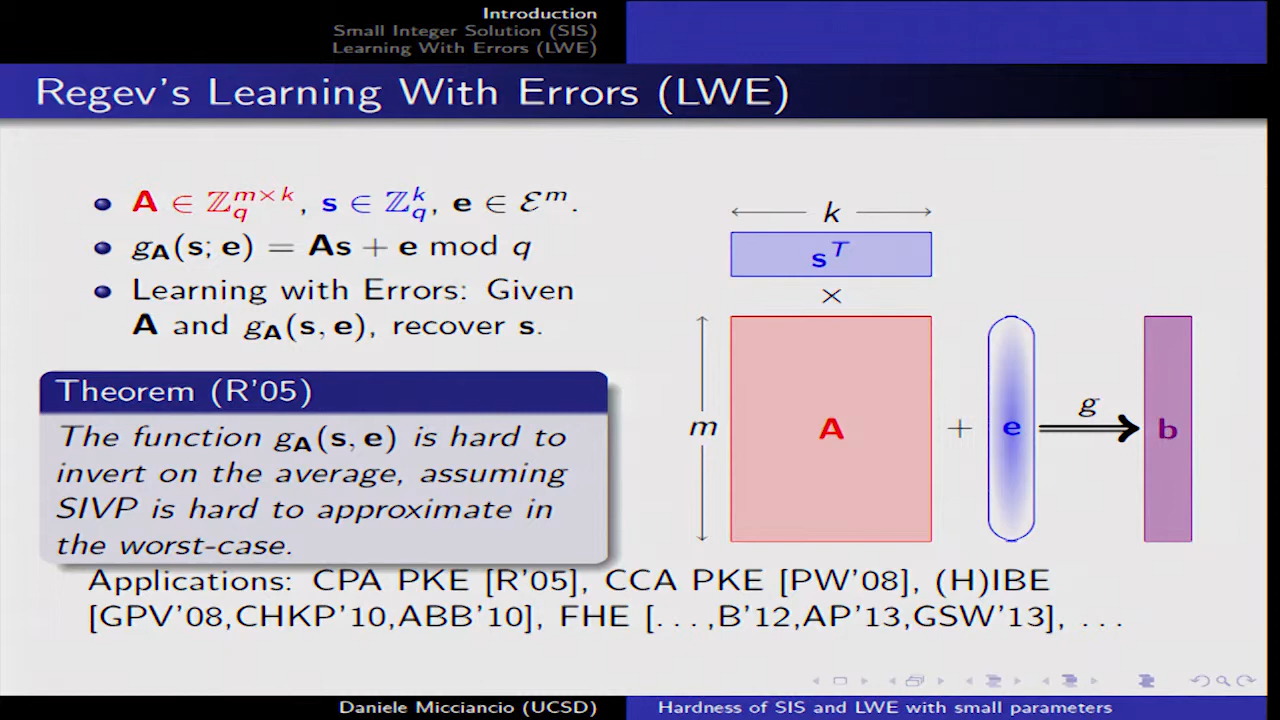 Introduction
Small Integer Solution (SIS)
Learning With Errors (LWE)
Regev's Learning With Errors (LWE)
A ∈ ℤ_q^{m×k}, s ∈ ℤ_q^k, e ∈ ℰ^m.
g_A(s; e) = As + e mod q
Learning with Errors: Given
A and g_A(s, e), recover s.
Theorem (R'05)
The function g_A(s, e) is hard to
invert on the average, assuming
SIVP is hard to approximate in
the worst-case.
k
s^T
×
m
A
+
e
g
b
Applications: CPA PKE [R'05], CCA PKE [PW'08], (H)IBE
[GPV'08,CHKP'10,ABB'10], FHE [...,B'12,AP'13,GSW'13], ...
Daniele Micciancio (UCSD)
Hardness of SIS and LWE with small parameters